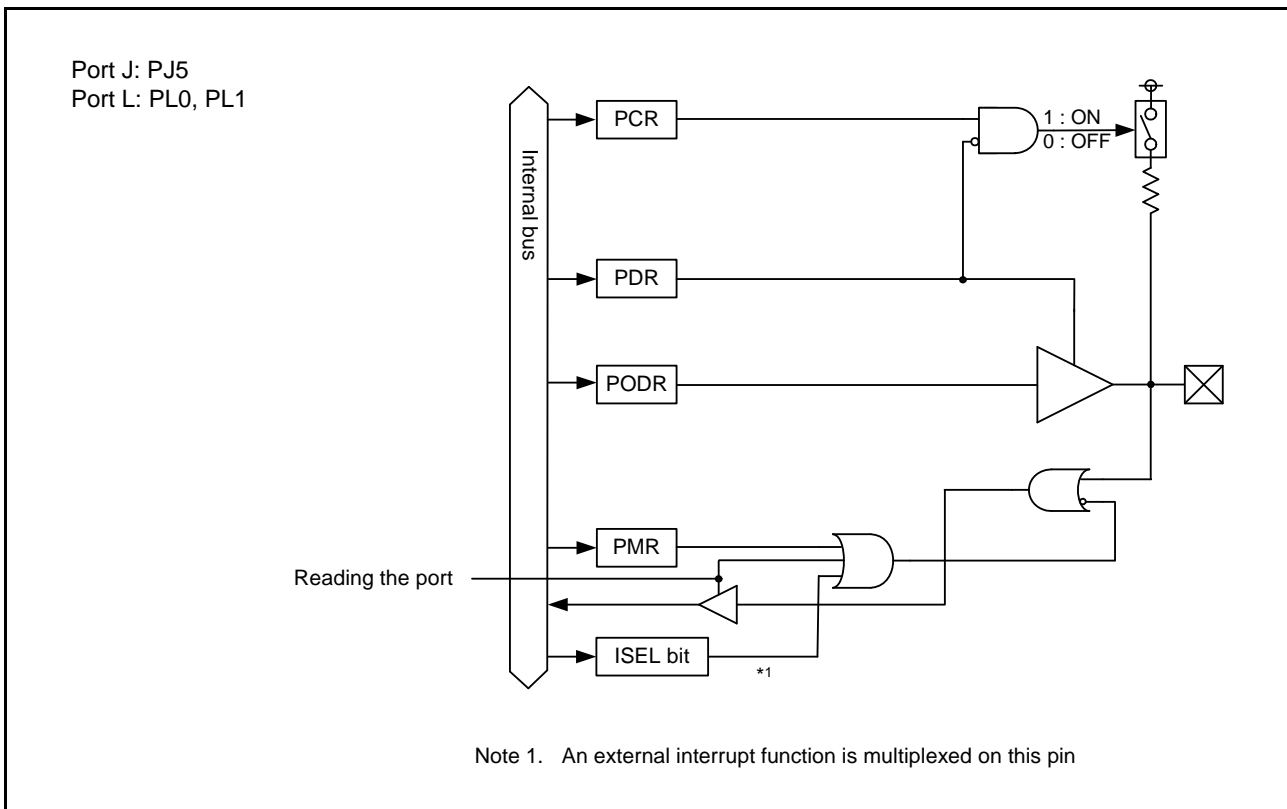 Port J: PJ5
Port L: PL0, PL1
Internal bus
PCR
1 : ON
0 : OFF
PDR
PODR
PMR
Reading the port
ISEL bit
*1
Note 1. An external interrupt function is multiplexed on this pin